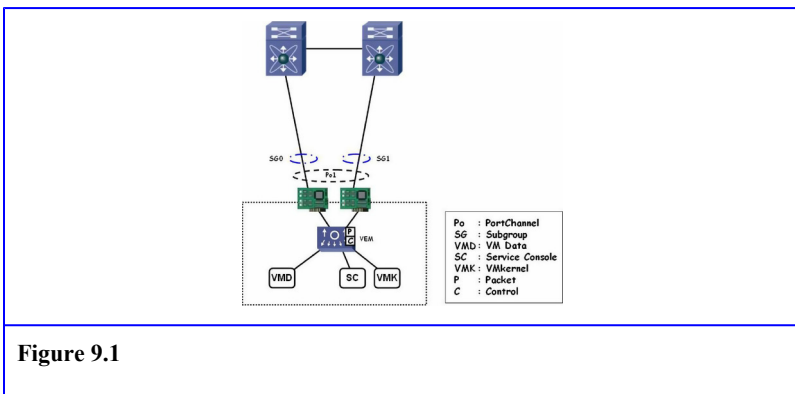 SG0
SG1
Po1
P
C
VEM
VMD
SC
VMK
Po : PortChannel
SG : Subgroup
VMD: VM Data
SC : Service Console
VMK: VMkernel
P : Packet
C : Control
Figure 9.1